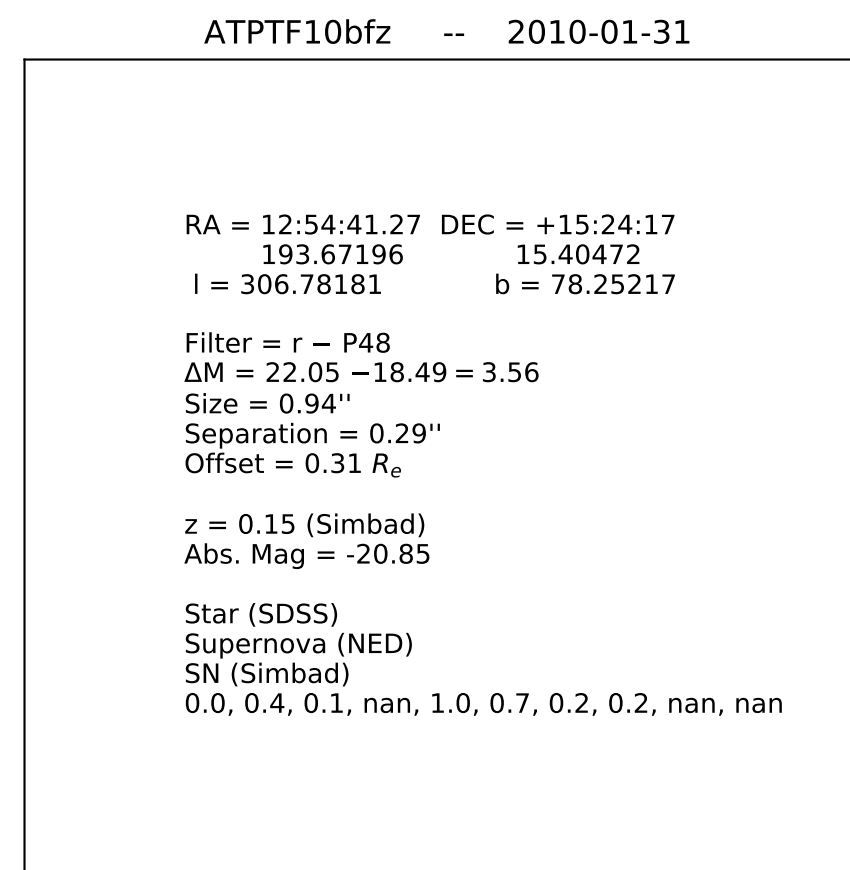 ATPTF10bfz -- 2010-01-31
RA = 12:54:41.27 DEC = +15:24:17
193.67196 15.40472
l = 306.78181 b = 78.25217
Filter = r − P48
ΔM = 22.05 −18.49 = 3.56
Size = 0.94''
Separation = 0.29''
Offset = 0.31 Rₑ
z = 0.15 (Simbad)
Abs. Mag = -20.85
Star (SDSS)
Supernova (NED)
SN (Simbad)
0.0, 0.4, 0.1, nan, 1.0, 0.7, 0.2, 0.2, nan, nan